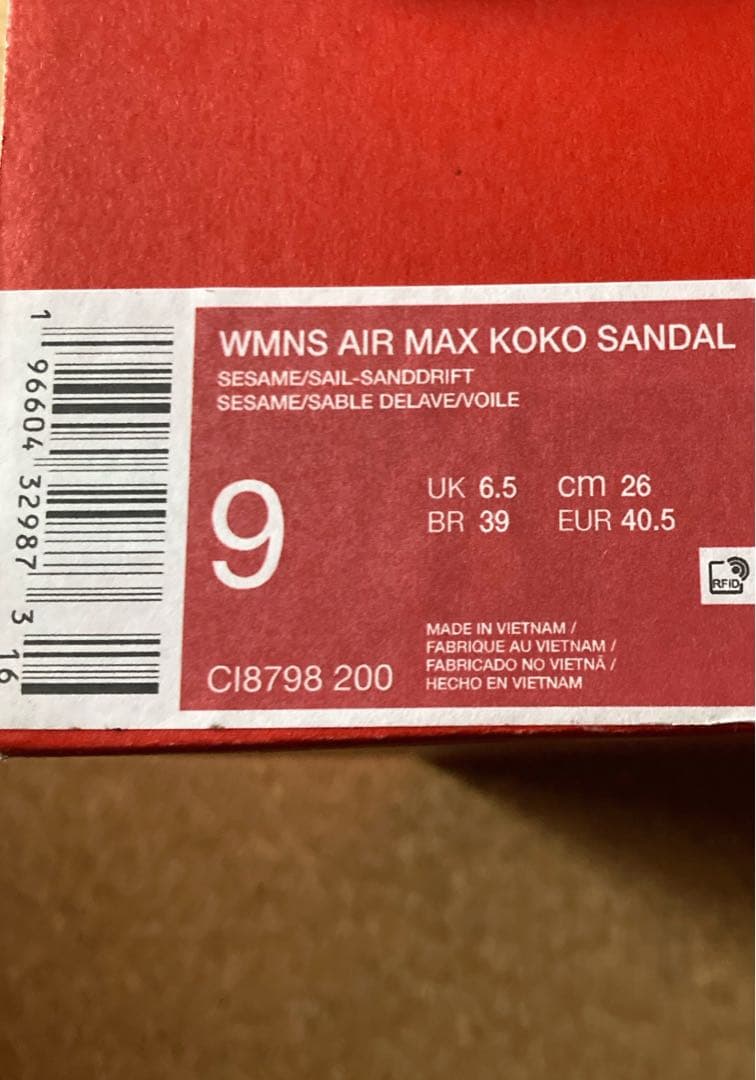 WMNS AIR MAX KOKO SANDAL
SESAME/SAIL-SANDDRIFT
SESAME/SABLE DELAVE/VOILE
9
UK 6.5 cm 26
BR 39 EUR 40.5
RFID
MADE IN VIETNAM /
FABRIQUE AU VIETNAM /
FABRICADO NO VIETNÃ /
HECHO EN VIETNAM
CI8798 200
1 96604 32987 3 16